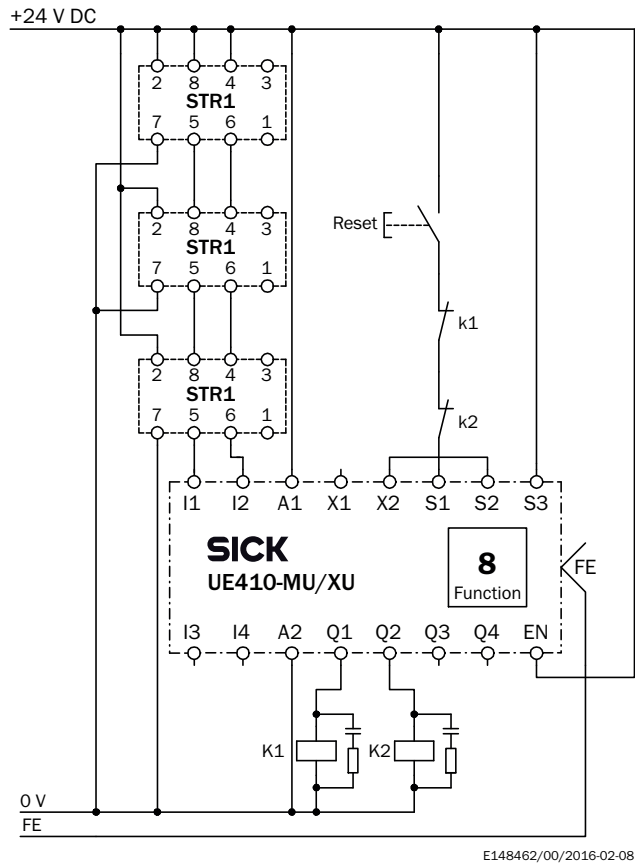 +24 V DC
2 8 4 3
STR1
7 5 6 1
2 8 4 3
STR1
7 5 6 1
2 8 4 3
STR1
7 5 6 1
Reset
k1
k2
I1 I2 A1 X1 X2 S1 S2 S3
SICK
UE410-MU/XU
8
Function
FE
I3 I4 A2 Q1 Q2 Q3 Q4 EN
K1 K2
0 V
FE
E148462/00/2016-02-08